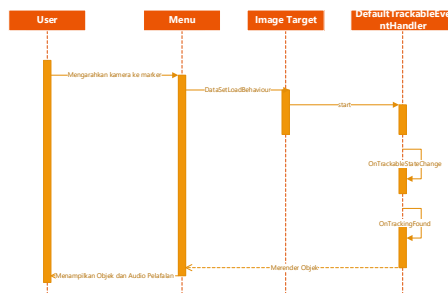 User
Menu
Image Target
DefaultTrackableEve
ntHandler
Mengarahkan kamera ke marker
DataSetLoadBehaviour
start
OnTrackableStateChange
OnTrackingFound
Merender Objek
Menampilkan Objek dan Audio Pelafalan